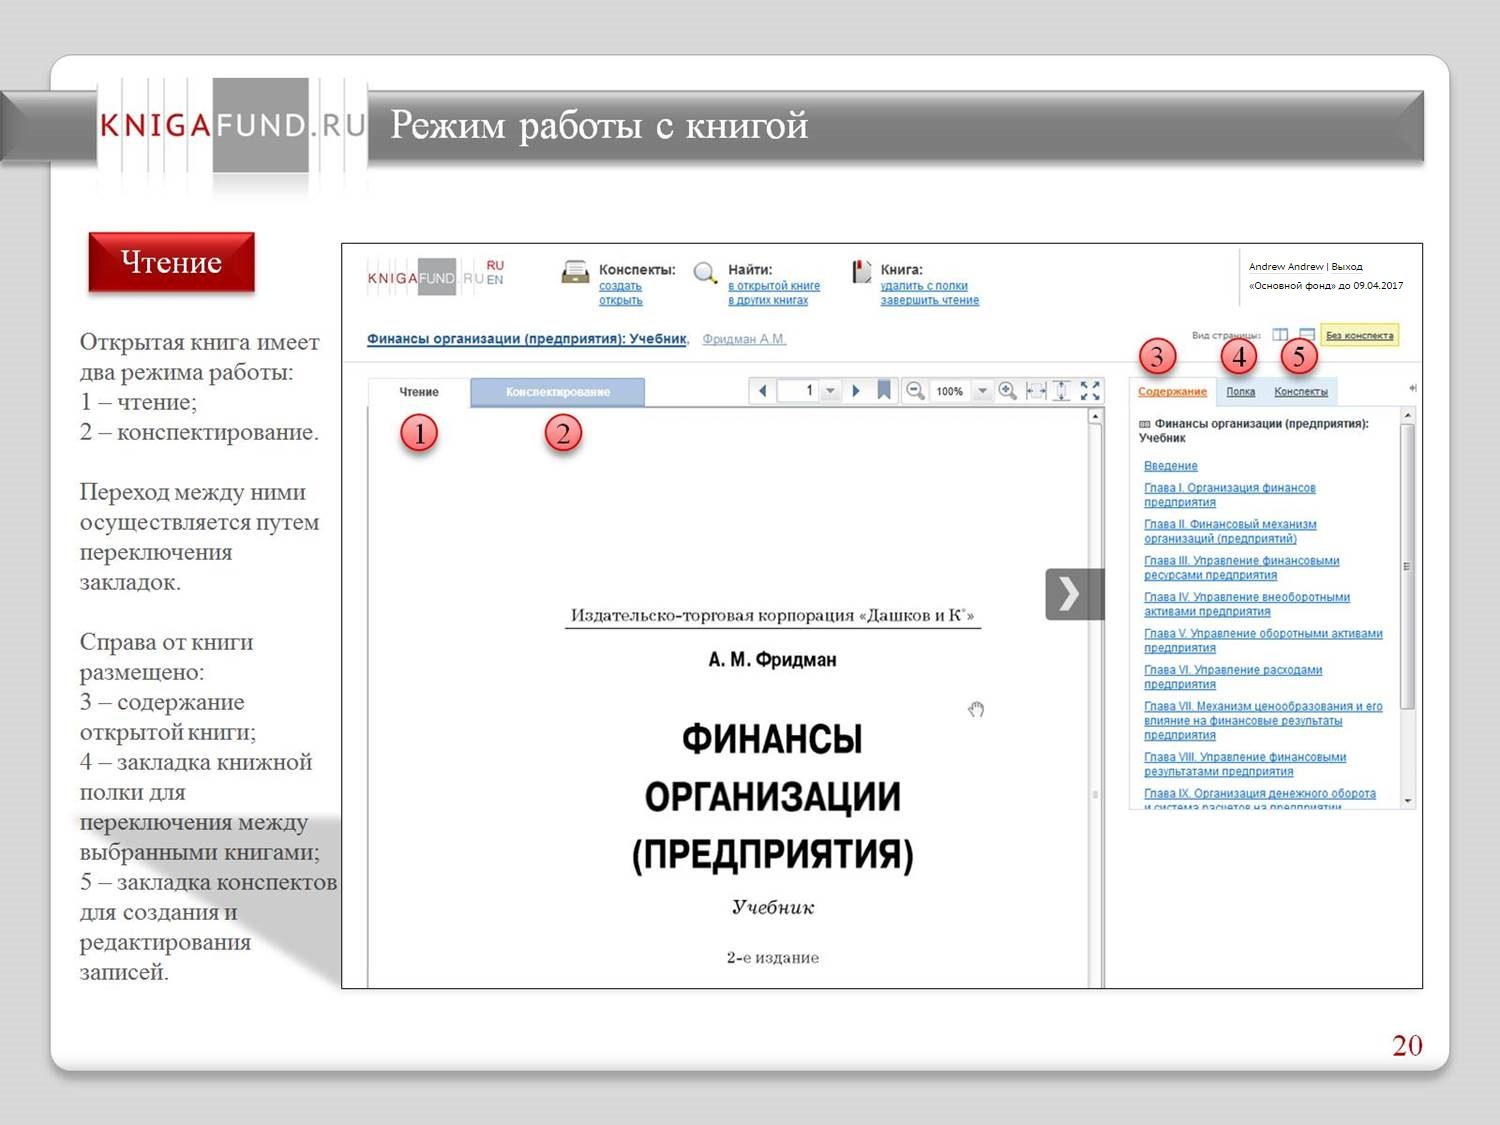 KNIGAFUND.RU
Режим работы с книгой
Чтение
Открытая книга имеет
два режима работы:
1 – чтение;
2 – конспектирование.
Переход между ними
осуществляется путем
переключения
закладок.
Справа от книги
размещено:
3 – содержание
открытой книги;
4 – закладка книжной
полки для
переключения между
выбранными книгами;
5 – закладка конспектов
для создания и
редактирования
записей.
KNIGAFUND.RU
RU
EN
Конспекты:
создать
открыть
Найти:
в открытой книге
в других книгах
Книга:
удалить с полки
завершить чтение
Andrew Andrew | Выход
«Основной фонд» до 09.04.2017
Финансы организации (предприятия): Учебник, Фридман А.М.
Вид страницы:
Без конспекта
3
4
5
Чтение
Конспектирование
1
100%
Содержание
Полка
Конспекты
1
2
Финансы организации (предприятия):
Учебник
Введение
Глава I. Организация финансов
предприятия
Глава II. Финансовый механизм
организаций (предприятий)
Глава III. Управление финансовыми
ресурсами предприятия
Глава IV. Управление внеоборотными
активами предприятия
Глава V. Управление оборотными активами
предприятия
Глава VI. Управление расходами
предприятия
Глава VII. Механизм ценообразования и его
влияние на финансовые результаты
предприятия
Глава VIII. Управление финансовыми
результатами предприятия
Глава IX. Организация денежного оборота
и система расчетов на предприятии
Издательско-торговая корпорация «Дашков и К°»
А. М. Фридман
ФИНАНСЫ
ОРГАНИЗАЦИИ
(ПРЕДПРИЯТИЯ)
Учебник
2-е издание
20